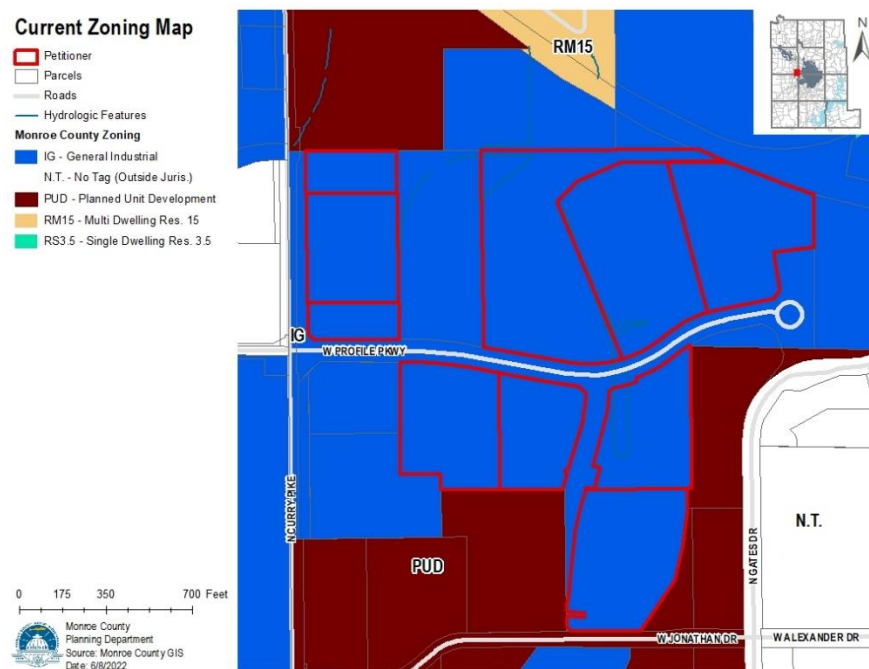 Current Zoning Map
Petitioner
Parcels
Roads
Hydrologic Features
Monroe County Zoning
IG - General Industrial
N.T. - No Tag (Outside Juris.)
PUD - Planned Unit Development
RM15 - Multi Dwelling Res. 15
RS3.5 - Single Dwelling Res. 3.5
RM15
N
IG
W PROFILE PKWY
N CURRY PIKE
N.T.
N GATES DR
PUD
W JONATHAN DR
W ALEXANDER DR
0 175 350 700 Feet
Monroe County
Planning Department
Source: Monroe County GIS
Date: 6/8/2022